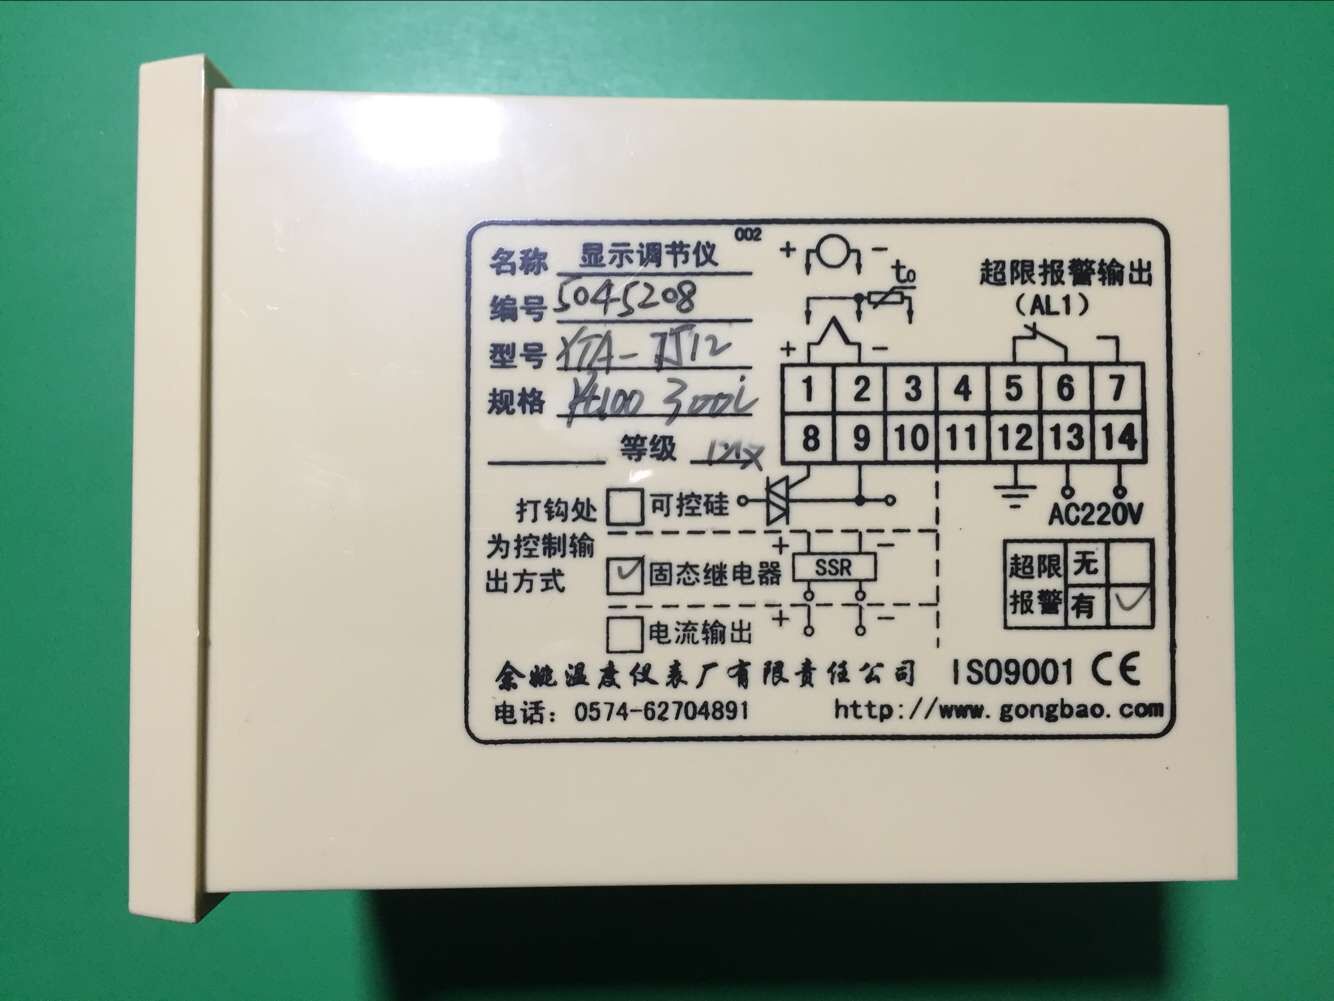 002
名称 显示调节仪
编号 5045208
型号 XTA-7512
规格 Pt100 300
等级
打钩处
为控制输
出方式
可控硅
固态继电器
电流输出
+ -
t₀
+ -
超限报警输出
(AL1)
1 2 3 4 5 6 7
8 9 10 11 12 13 14
AC220V
+ -
SSR
+ -
超限 无
报警 有
余姚温度仪表厂有限责任公司 ISO9001 CE
电话：0574-62704891 http://www.gongbao.com